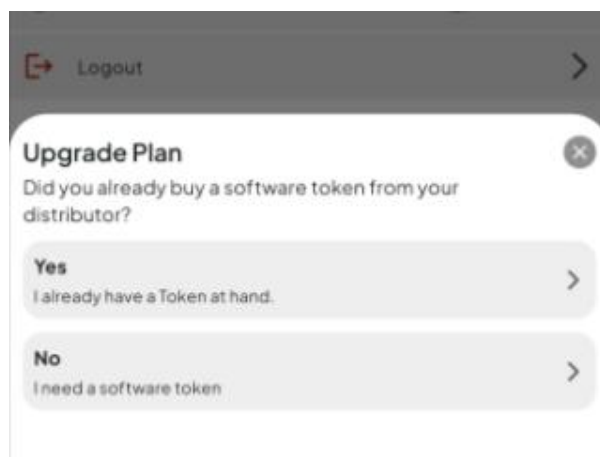 Logout
Upgrade Plan
Did you already buy a software token from your
distributor?
Yes
I already have a Token at hand.
No
I need a software token